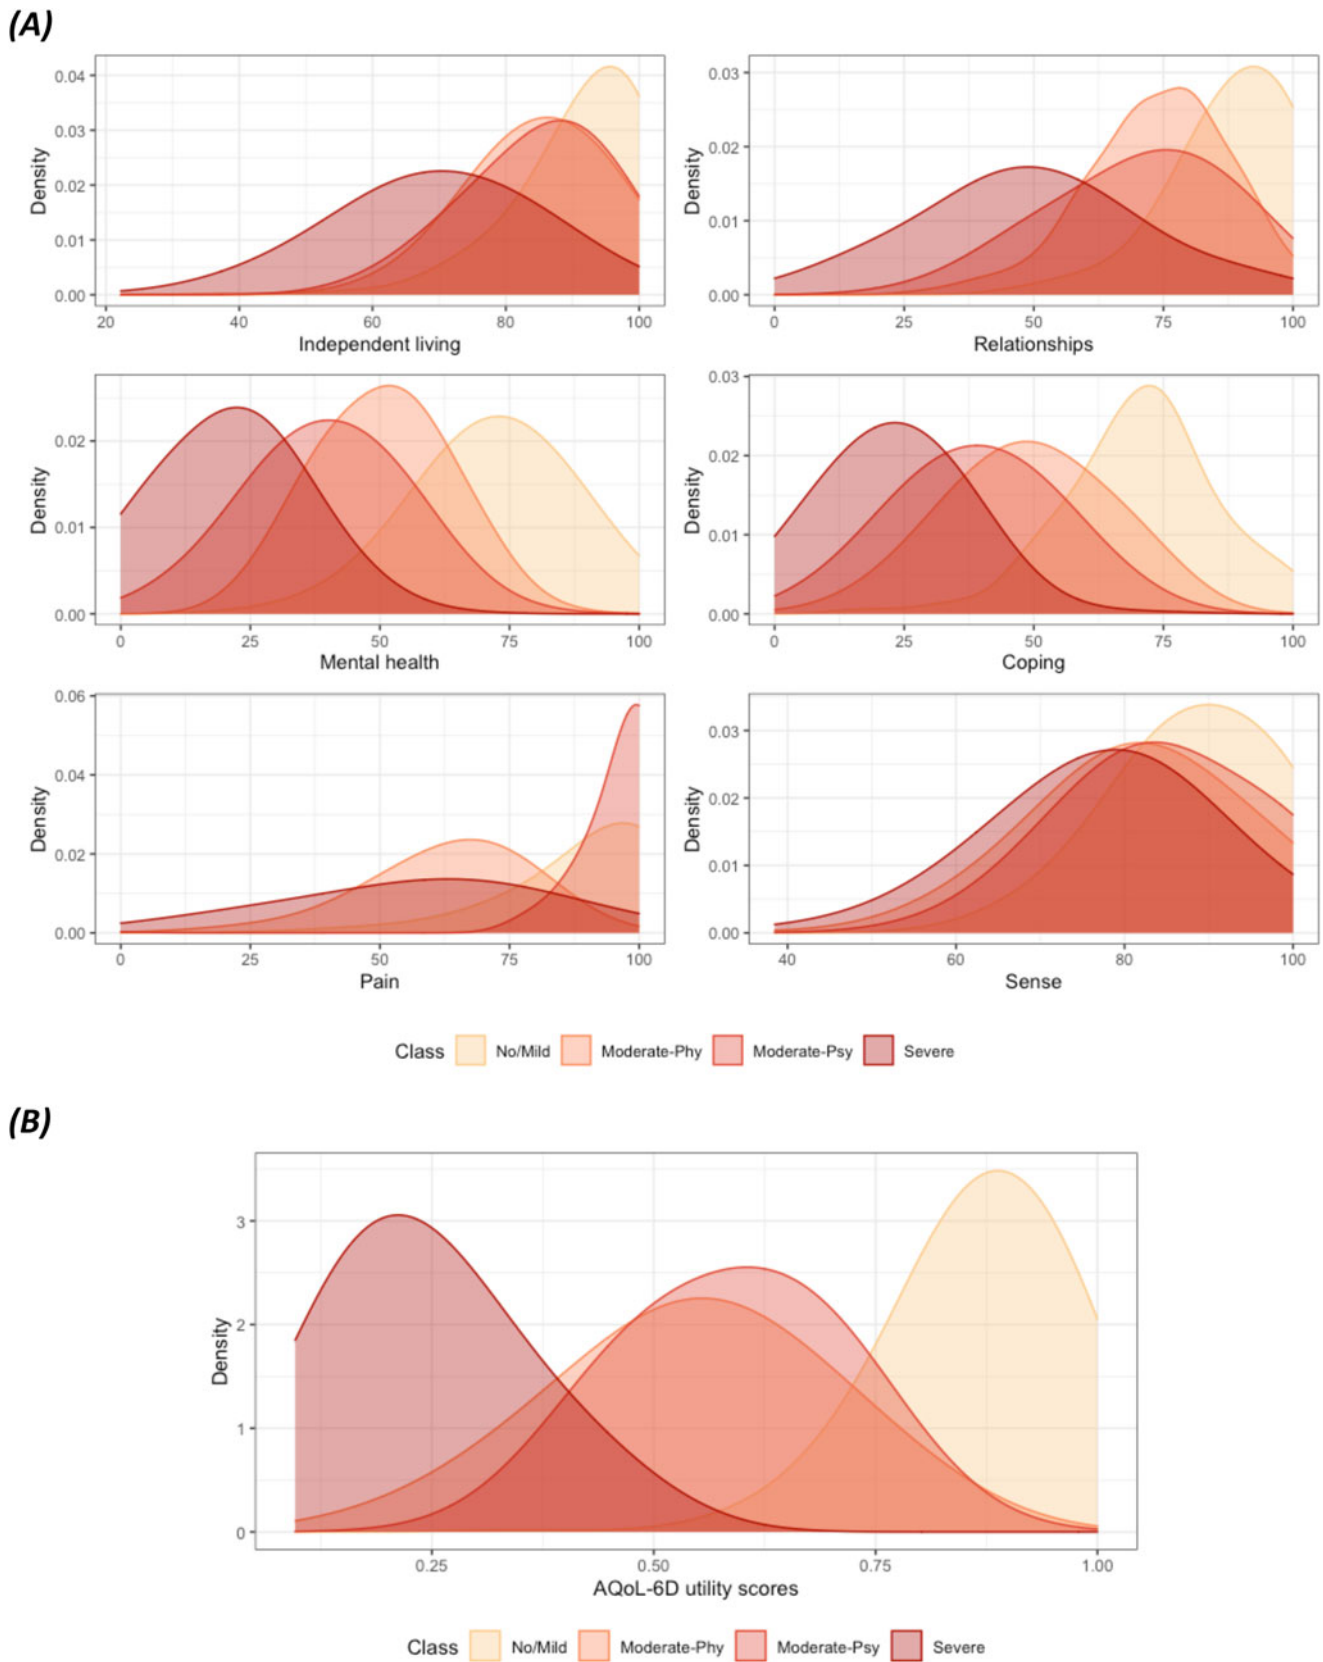 (A)
0.04
0.03
0.02
0.01
0.00
Density
20 40 60 80 100
Independent living
0.03
0.02
0.01
0.00
Density
0 25 50 75 100
Relationships
0.02
0.01
0.00
Density
0 25 50 75 100
Mental health
0.03
0.02
0.01
0.00
Density
0 25 50 75 100
Coping
0.06
0.04
0.02
0.00
Density
0 25 50 75 100
Pain
0.03
0.02
0.01
0.00
Density
40 60 80 100
Sense
Class No/Mild Moderate-Phy Moderate-Psy Severe
(B)
3
2
1
0
Density
0.25 0.50 0.75 1.00
AQoL-6D utility scores
Class No/Mild Moderate-Phy Moderate-Psy Severe